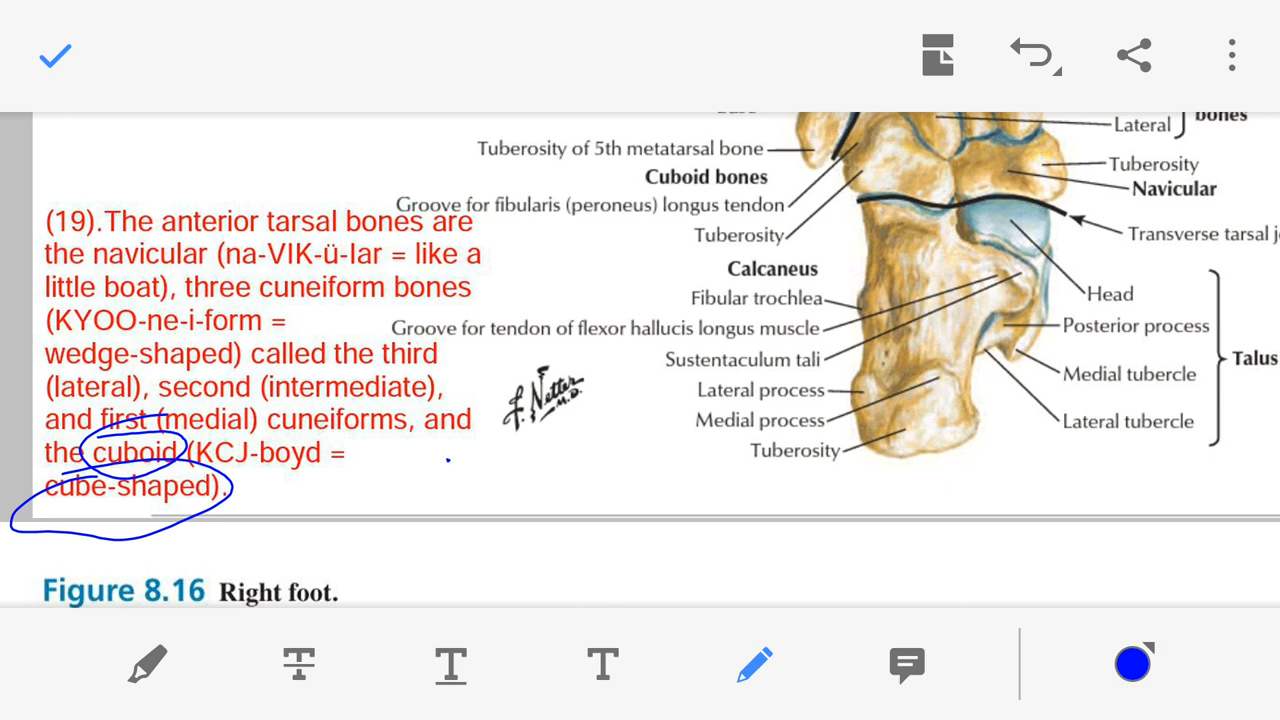 bones
Lateral
Tuberosity of 5th metatarsal bone
Tuberosity
Cuboid bones
Navicular
Groove for fibularis (peroneus) longus tendon
Tuberosity
Transverse tarsal j
(19).The anterior tarsal bones are
the navicular (na-VIK-ü-lar = like a
little boat), three cuneiform bones
(KYOO-ne-i-form =
wedge-shaped) called the third
(lateral), second (intermediate),
and first (medial) cuneiforms, and
the cuboid (KCJ-boyd =
cube-shaped).
Calcaneus
Fibular trochlea
Head
Groove for tendon of flexor hallucis longus muscle
Posterior process
Sustentaculum tali
Talus
Medial tubercle
Lateral process
Medial process
Lateral tubercle
Tuberosity
F. Netter
M.D.
Figure 8.16 Right foot.
T
T
T